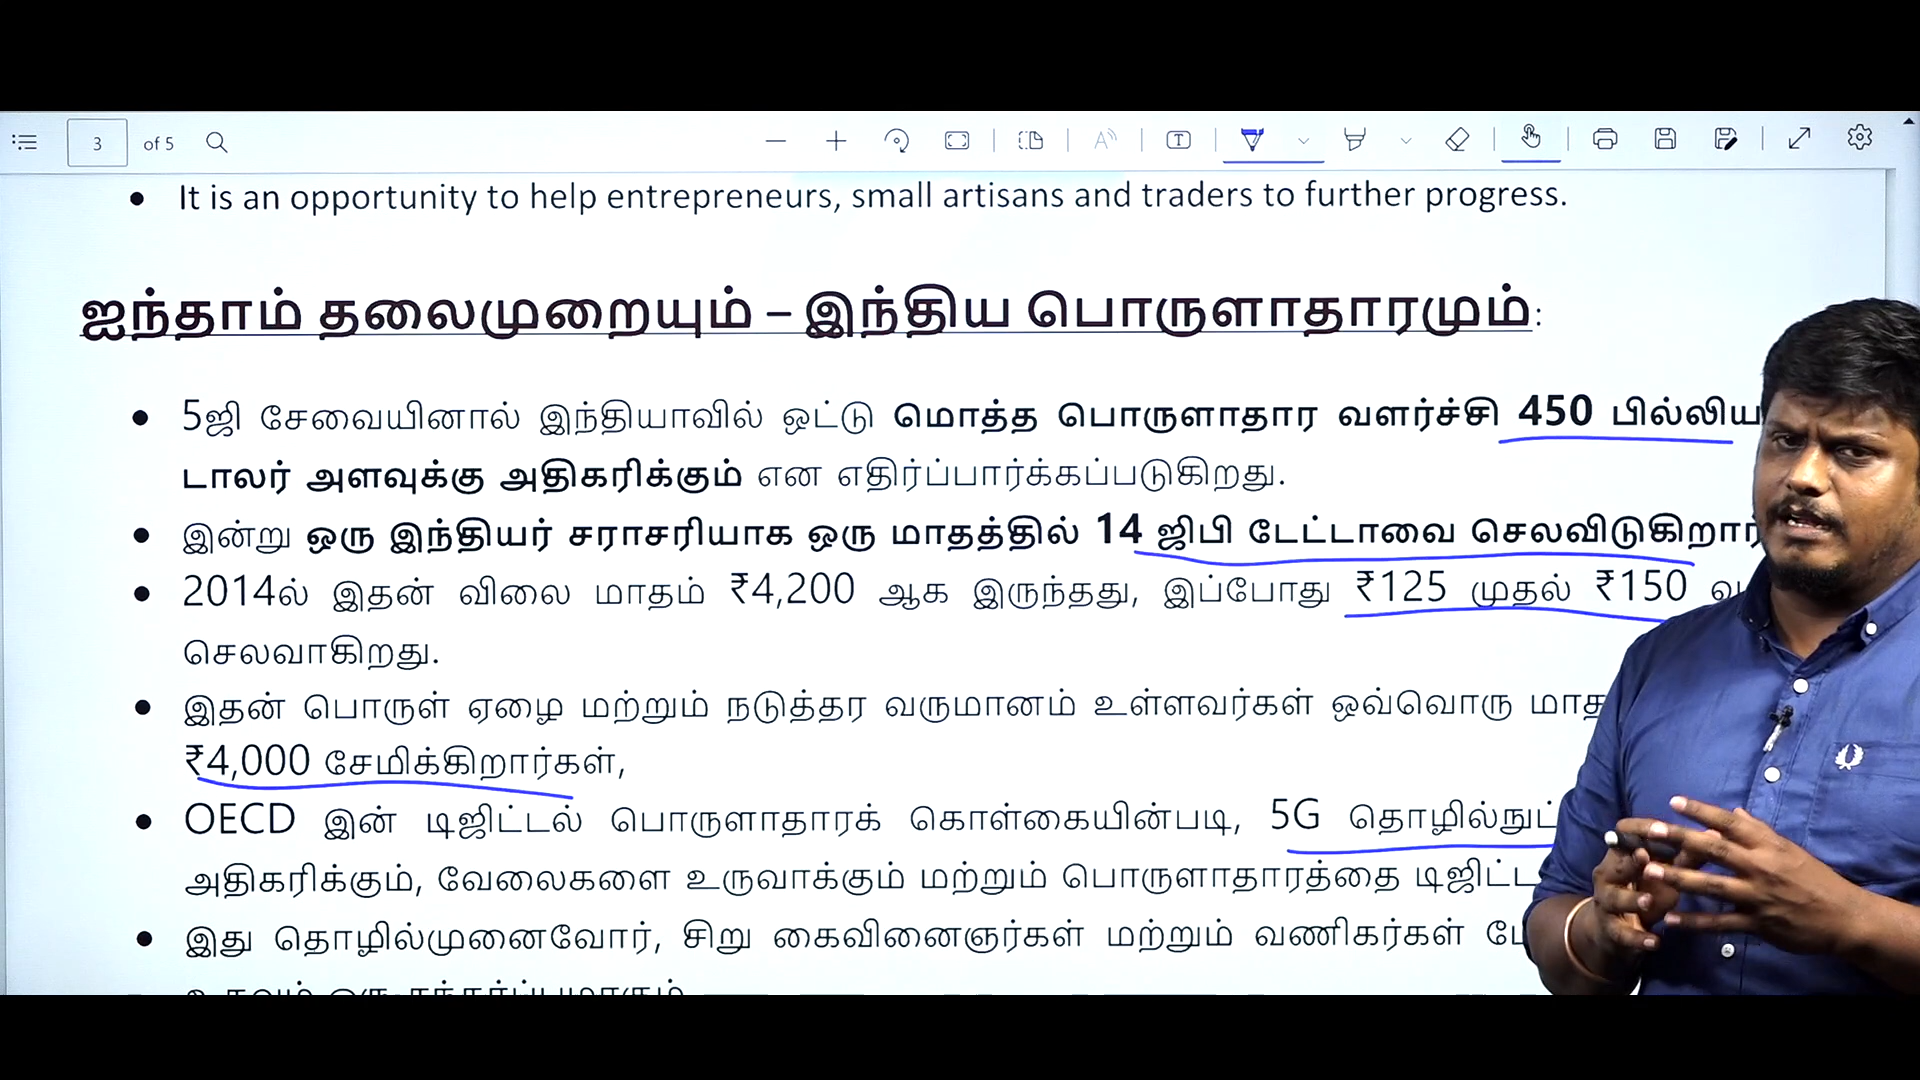 3 of 5
It is an opportunity to help entrepreneurs, small artisans and traders to further progress.
ஐந்தாம் தலைமுறையும் – இந்திய பொருளாதாரமும்:
5ஜி சேவையினால் இந்தியாவில் ஒட்டு மொத்த பொருளாதார வளர்ச்சி 450
டாலர் அளவுக்கு அதிகரிக்கும் என எதிர்ப்பார்க்கப்படுகிறது.
இன்று ஒரு இந்தியர் சராசரியாக ஒரு மாதத்தில் 14 ஜிபி டேட்டாவை
2014ல் இதன் விலை மாதம் ₹4,200 ஆக இருந்தது, இப்போது ₹125 முதல் ₹150
செலவாகிறது.
இதன் பொருள் ஏழை மற்றும் நடுத்தர வருமானம் உள்ளவர்கள் ஒவ்வொரு
₹4,000 சேமிக்கிறார்கள்,
OECD இன் டிஜிட்டல் பொருளாதாரக் கொள்கையின்படி, 5G
அதிகரிக்கும், வேலைகளை உருவாக்கும் மற்றும் பொருளாதாரத்தை
இது தொழில்முனைவோர், சிறு கைவினைஞர்கள் மற்றும் வணிகர்கள்